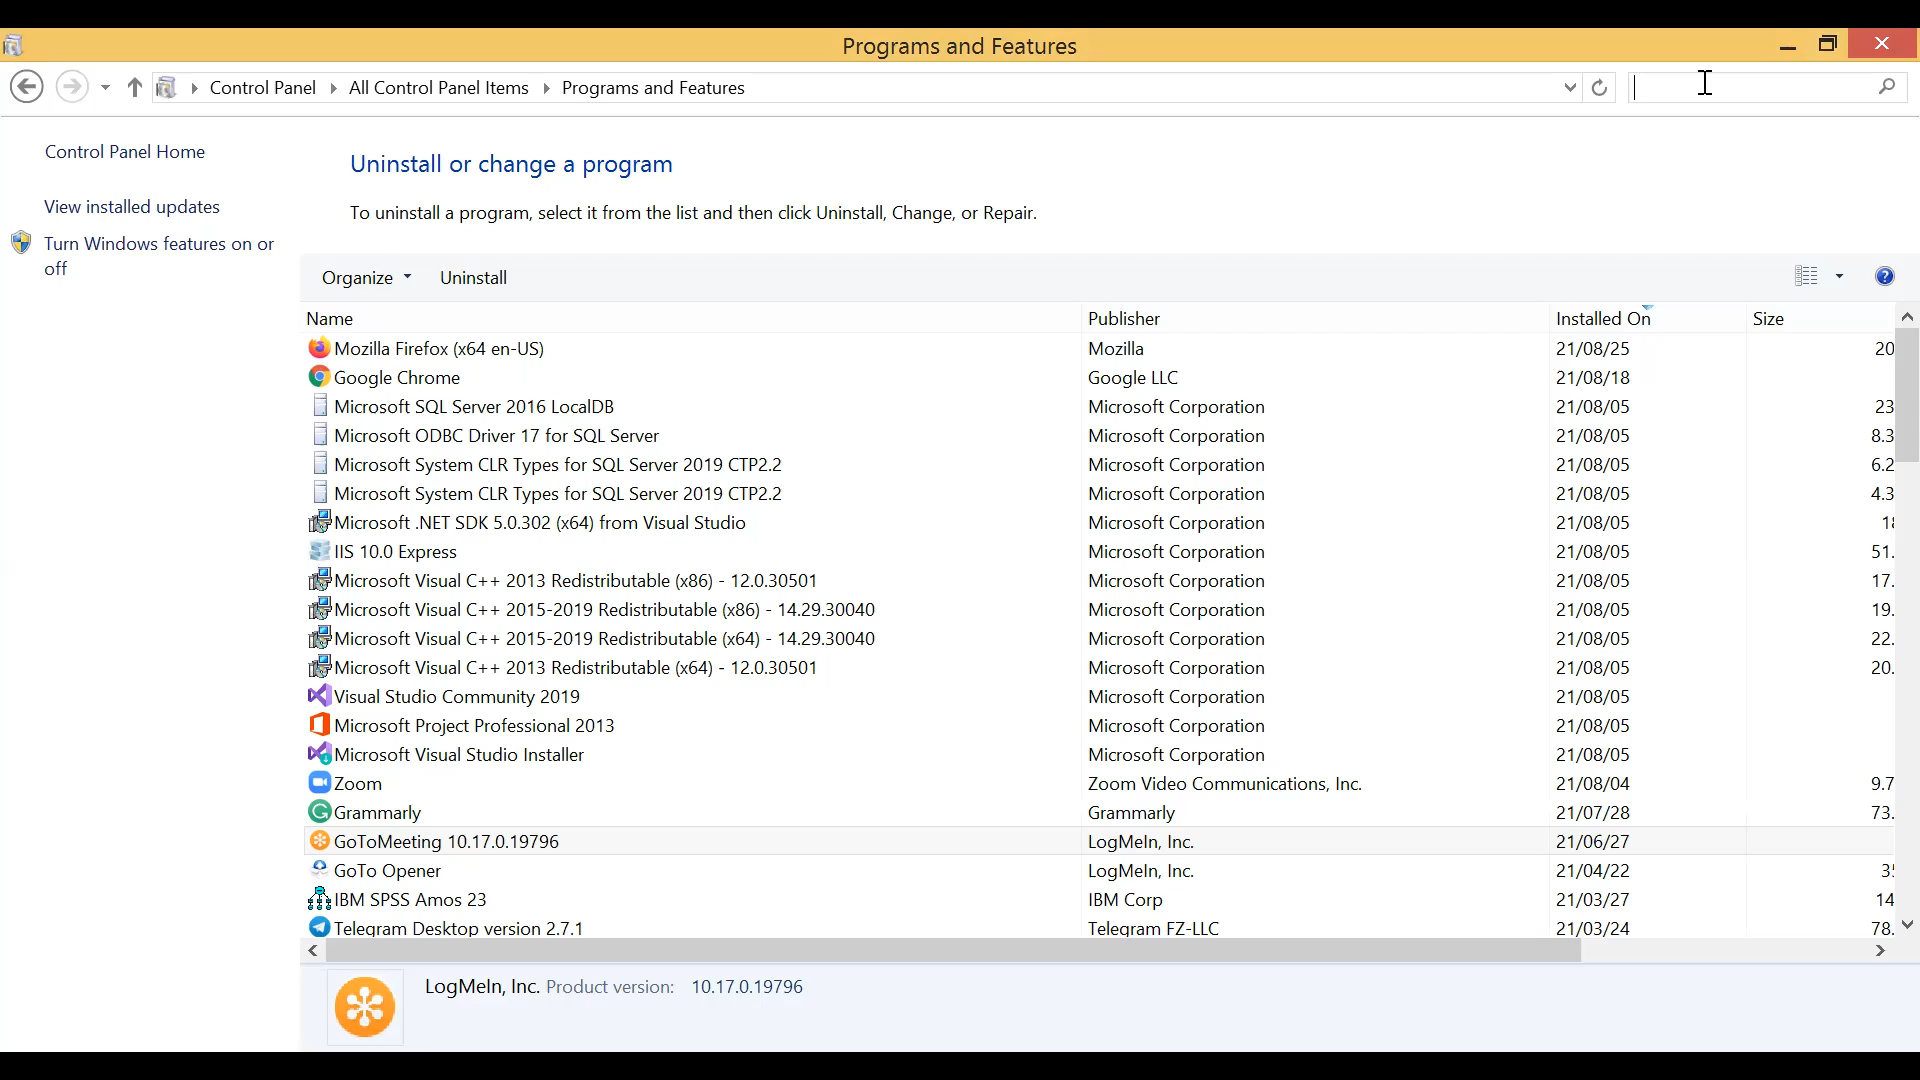 Programs and Features
Control Panel All Control Panel Items Programs and Features
Control Panel Home
View installed updates
Turn Windows features on or
off
Uninstall or change a program
To uninstall a program, select it from the list and then click Uninstall, Change, or Repair.
Organize Uninstall
Name Publisher Installed On Size
Mozilla Firefox (x64 en-US) Mozilla 21/08/25 20
Google Chrome Google LLC 21/08/18
Microsoft SQL Server 2016 LocalDB Microsoft Corporation 21/08/05 23
Microsoft ODBC Driver 17 for SQL Server Microsoft Corporation 21/08/05 8.3
Microsoft System CLR Types for SQL Server 2019 CTP2.2 Microsoft Corporation 21/08/05 6.2
Microsoft System CLR Types for SQL Server 2019 CTP2.2 Microsoft Corporation 21/08/05 4.3
Microsoft .NET SDK 5.0.302 (x64) from Visual Studio Microsoft Corporation 21/08/05
IIS 10.0 Express Microsoft Corporation 21/08/05 51.
Microsoft Visual C++ 2013 Redistributable (x86) - 12.0.30501 Microsoft Corporation 21/08/05 17.
Microsoft Visual C++ 2015-2019 Redistributable (x86) - 14.29.30040 Microsoft Corporation 21/08/05 19.
Microsoft Visual C++ 2015-2019 Redistributable (x64) - 14.29.30040 Microsoft Corporation 21/08/05 22.
Microsoft Visual C++ 2013 Redistributable (x64) - 12.0.30501 Microsoft Corporation 21/08/05 20.
Visual Studio Community 2019 Microsoft Corporation 21/08/05
Microsoft Project Professional 2013 Microsoft Corporation 21/08/05
Microsoft Visual Studio Installer Microsoft Corporation 21/08/05
Zoom Zoom Video Communications, Inc. 21/08/04 9.7
Grammarly Grammarly 21/07/28 73.
GoToMeeting 10.17.0.19796 LogMeIn, Inc. 21/06/27
GoTo Opener LogMeIn, Inc. 21/04/22
IBM SPSS Amos 23 IBM Corp 21/03/27 14
Telegram Desktop version 2.7.1 Telegram FZ-LLC 21/03/24 78.
LogMeIn, Inc. Product version: 10.17.0.19796